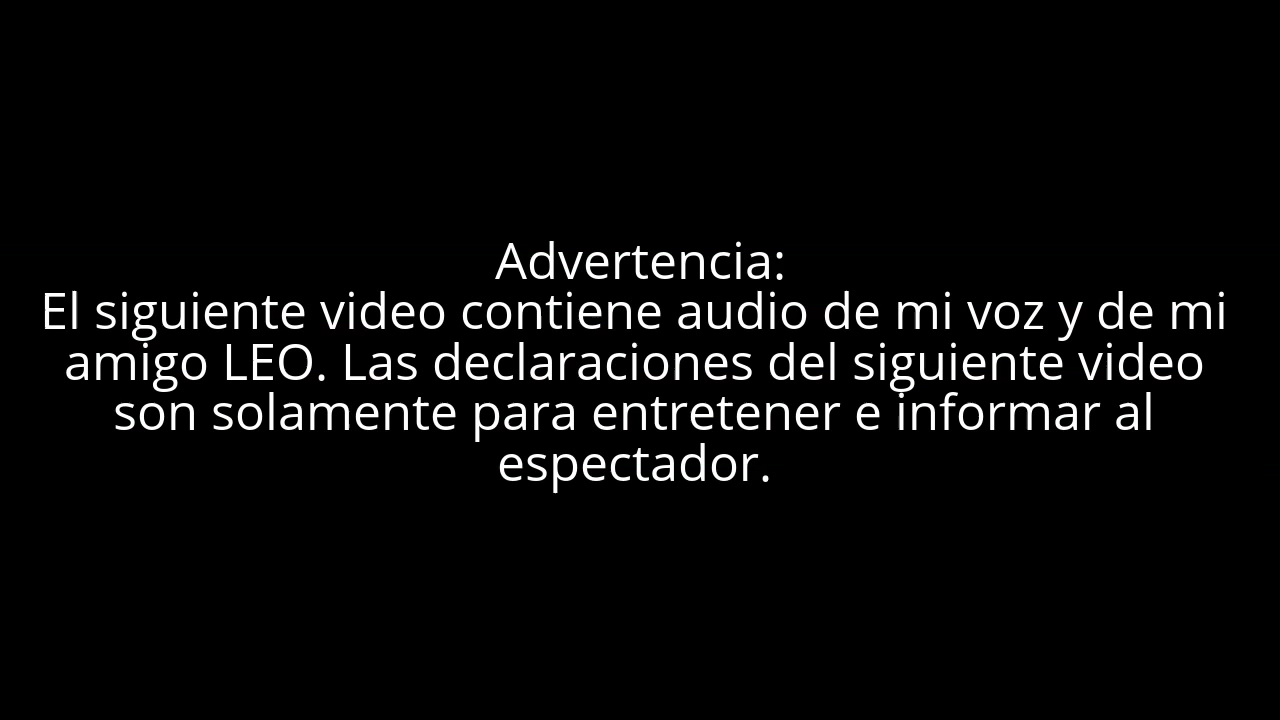 Advertencia:
El siguiente video contiene audio de mi voz y de mi
amigo LEO. Las declaraciones del siguiente video
son solamente para entretener e informar al
espectador.